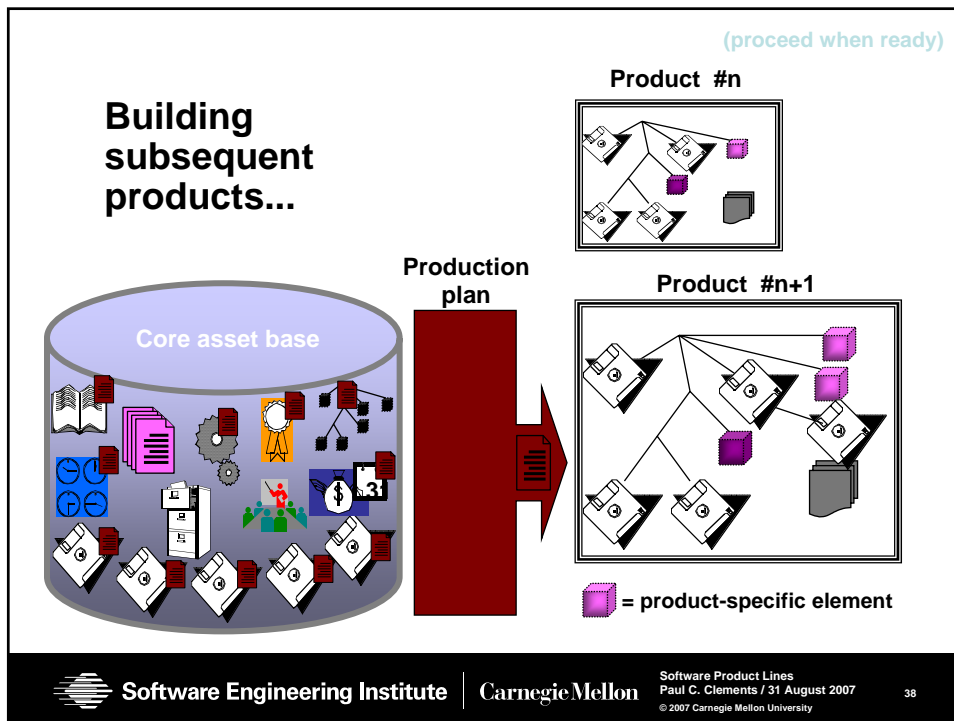 (proceed when ready)
Building
subsequent
products...
Product #n
Production
plan
Product #n+1
Core asset base
$
31
= product-specific element
Software Engineering Institute
CarnegieMellon
Software Product Lines
Paul C. Clements / 31 August 2007
© 2007 Carnegie Mellon University
38